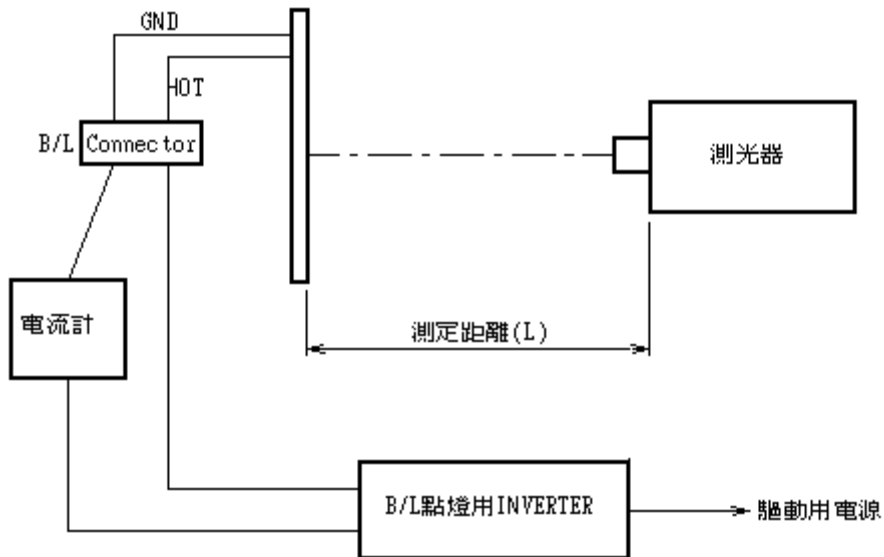 GND
HOT
B/L Connector
測光器
電流計
測定距離(L)
B/L點燈用INVERTER
驅動用電源